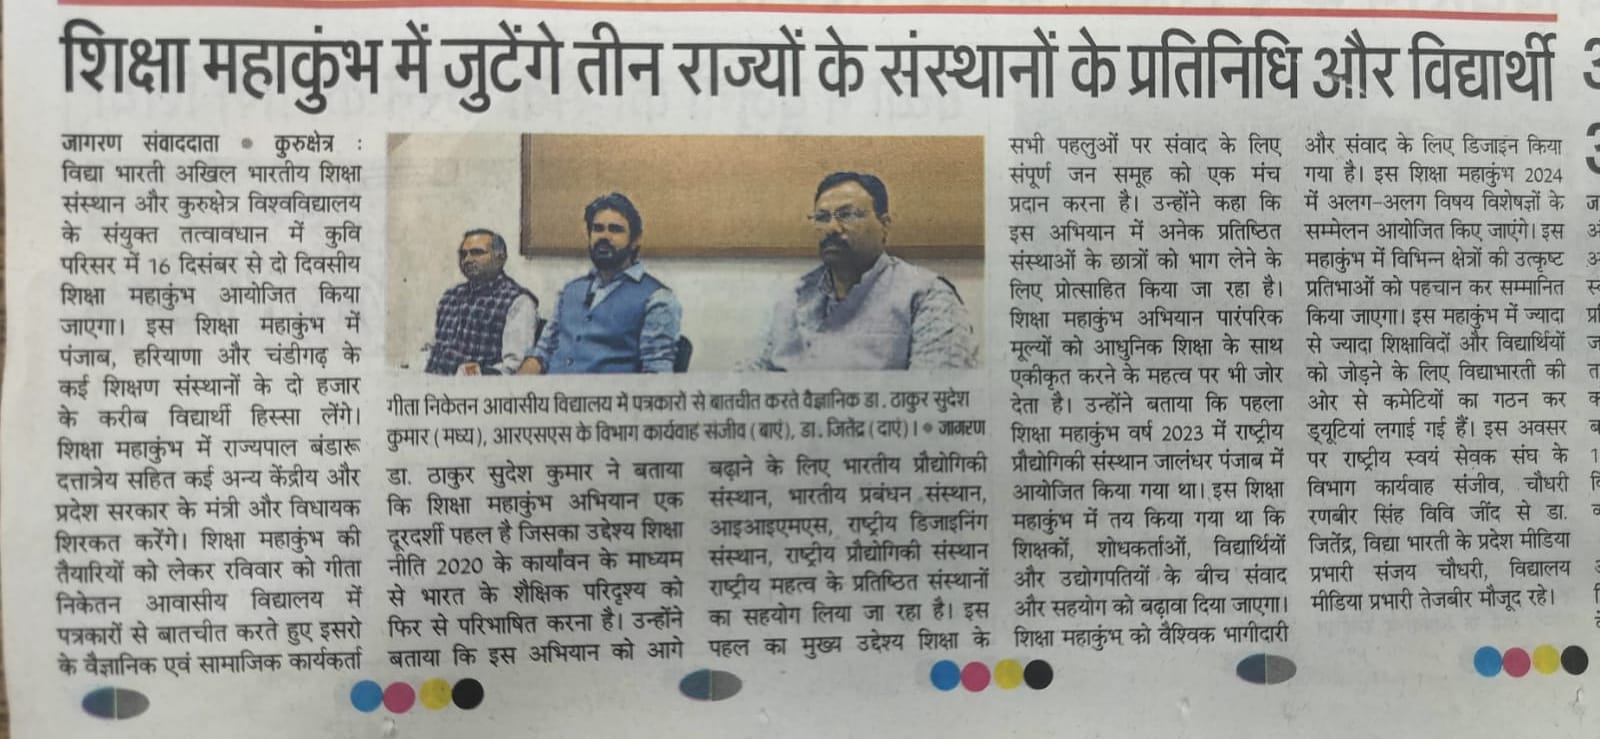 शिक्षा महाकुंभ में जुटेंगे तीन राज्यों के संस्थानों के प्रतिनिधि और विद्यार्थी
जागरण संवाददाता • कुरुक्षेत्र :
विद्या भारती अखिल भारतीय शिक्षा
संस्थान और कुरुक्षेत्र विश्वविद्यालय
के संयुक्त तत्वावधान में कुवि
परिसर में 16 दिसंबर से दो दिवसीय
शिक्षा महाकुंभ आयोजित किया
जाएगा। इस शिक्षा महाकुंभ में
पंजाब, हरियाणा और चंडीगढ़ के
कई शिक्षण संस्थानों के दो हजार
के करीब विद्यार्थी हिस्सा लेंगे।
शिक्षा महाकुंभ में राज्यपाल बंडारू
दत्तात्रेय सहित कई अन्य केंद्रीय और
प्रदेश सरकार के मंत्री और विधायक
शिरकत करेंगे। शिक्षा महाकुंभ की
तैयारियों को लेकर रविवार को गीता
निकेतन आवासीय विद्यालय में
पत्रकारों से बातचीत करते हुए इसरो
के वैज्ञानिक एवं सामाजिक कार्यकर्ता
गीता निकेतन आवासीय विद्यालय में पत्रकारों से बातचीत करते वैज्ञानिक डा. ठाकुर सुदेश
कुमार (मध्य), आरएसएस के विभाग कार्यवाह संजीव (बाएं), डा. जितेंद्र (दाएं)। • जागरण
डा. ठाकुर सुदेश कुमार ने बताया
कि शिक्षा महाकुंभ अभियान एक
दूरदर्शी पहल है जिसका उद्देश्य शिक्षा
नीति 2020 के कार्यांवन के माध्यम
से भारत के शैक्षिक परिदृश्य को
फिर से परिभाषित करना है। उन्होंने
बताया कि इस अभियान को आगे
बढ़ाने के लिए भारतीय प्रौद्योगिकी
संस्थान, भारतीय प्रबंधन संस्थान,
आइआइएमएस, राष्ट्रीय डिजाइनिंग
संस्थान, राष्ट्रीय प्रौद्योगिकी संस्थान
राष्ट्रीय महत्व के प्रतिष्ठित संस्थानों
का सहयोग लिया जा रहा है। इस
पहल का मुख्य उद्देश्य शिक्षा के
सभी पहलुओं पर संवाद के लिए
संपूर्ण जन समूह को एक मंच
प्रदान करना है। उन्होंने कहा कि
इस अभियान में अनेक प्रतिष्ठित
संस्थाओं के छात्रों को भाग लेने के
लिए प्रोत्साहित किया जा रहा है।
शिक्षा महाकुंभ अभियान पारंपरिक
मूल्यों को आधुनिक शिक्षा के साथ
एकीकृत करने के महत्व पर भी जोर
देता है। उन्होंने बताया कि पहला
शिक्षा महाकुंभ वर्ष 2023 में राष्ट्रीय
प्रौद्योगिकी संस्थान जालंधर पंजाब में
आयोजित किया गया था। इस शिक्षा
महाकुंभ में तय किया गया था कि
शिक्षकों, शोधकर्ताओं, विद्यार्थियों
और उद्योगपतियों के बीच संवाद
और सहयोग को बढ़ावा दिया जाएगा।
शिक्षा महाकुंभ को वैश्विक भागीदारी
और संवाद के लिए डिजाइन किया
गया है। इस शिक्षा महाकुंभ 2024
में अलग-अलग विषय विशेषज्ञों के
सम्मेलन आयोजित किए जाएंगे। इस
महाकुंभ में विभिन्न क्षेत्रों की उत्कृष्ट
प्रतिभाओं को पहचान कर सम्मानित
किया जाएगा। इस महाकुंभ में ज्यादा
से ज्यादा शिक्षाविदों और विद्यार्थियों
को जोड़ने के लिए विद्याभारती की
ओर से कमेटियों का गठन कर
ड्यूटियां लगाई गई हैं। इस अवसर
पर राष्ट्रीय स्वयं सेवक संघ के
विभाग कार्यवाह संजीव, चौधरी
रणबीर सिंह विवि जींद से डा.
जितेंद्र, विद्या भारती के प्रदेश मीडिया
प्रभारी संजय चौधरी, विद्यालय
मीडिया प्रभारी तेजबीर मौजूद रहे।